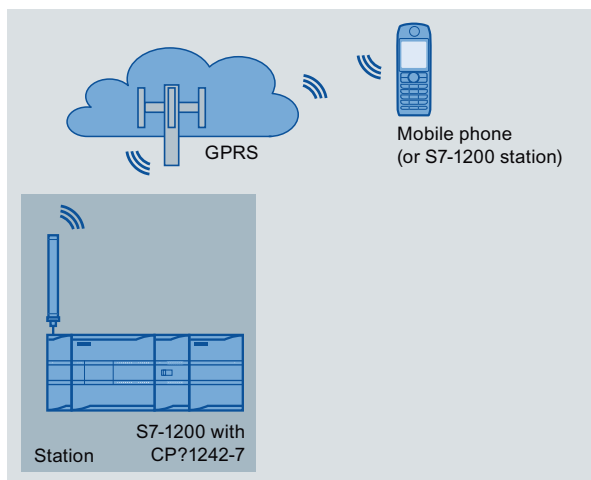 GPRS
Mobile phone
(or S7-1200 station)
S7-1200 with
CP?1242-7
Station